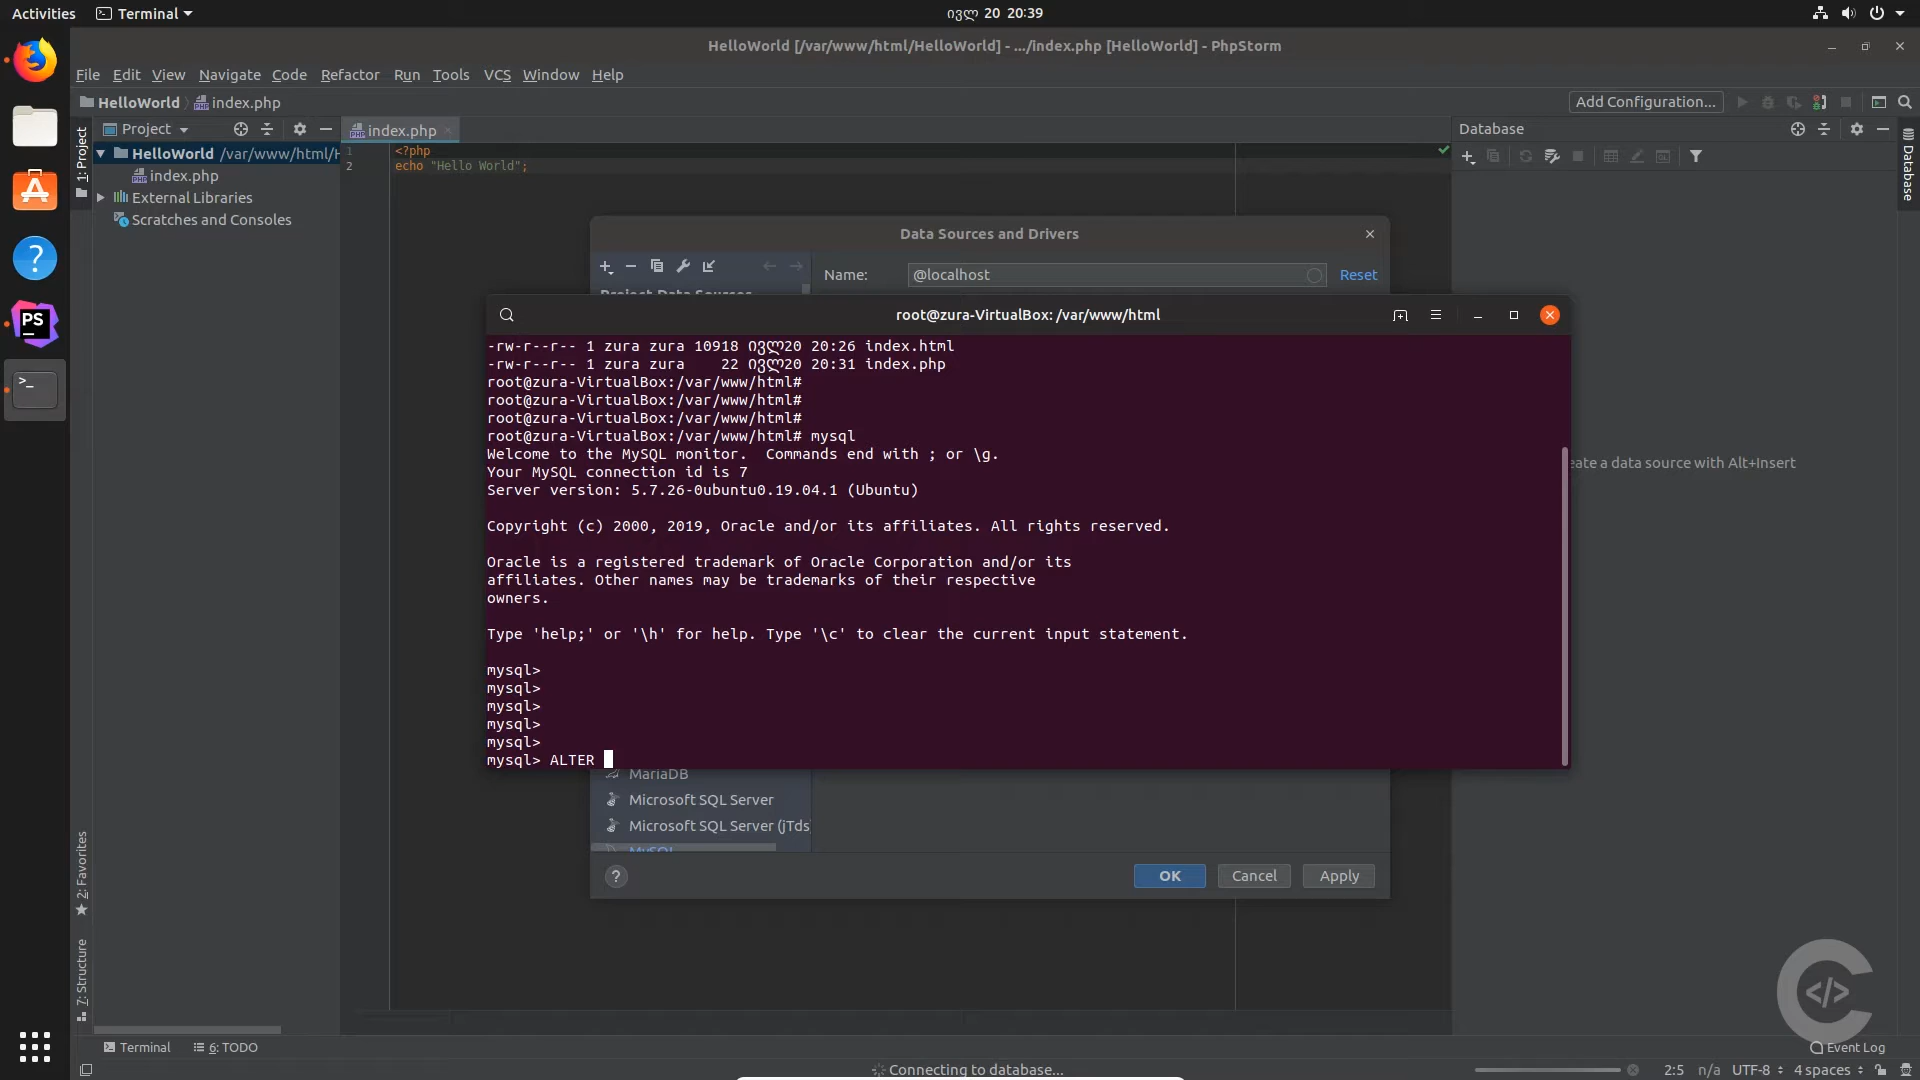 Activities
Terminal
ივლ 20 20:39
HelloWorld [/var/www/html/HelloWorld] - .../index.php [HelloWorld] - PhpStorm
File Edit View Navigate Code Refactor Run Tools VCS Window Help
HelloWorld index.php
Add Configuration...
1: Project
Project
index.php
Database
HelloWorld /var/www/html/H
index.php
External Libraries
Scratches and Consoles
1 <?php
2 echo "Hello World";
Data Sources and Drivers
Name: @localhost Reset
Project Data Sources
root@zura-VirtualBox: /var/www/html
-rw-r--r-- 1 zura zura 10918 ივლ20 20:26 index.html
-rw-r--r-- 1 zura zura    22 ივლ20 20:31 index.php
root@zura-VirtualBox:/var/www/html#
root@zura-VirtualBox:/var/www/html#
root@zura-VirtualBox:/var/www/html#
root@zura-VirtualBox:/var/www/html# mysql
Welcome to the MySQL monitor.  Commands end with ; or \g.
Your MySQL connection id is 7
Server version: 5.7.26-0ubuntu0.19.04.1 (Ubuntu)
Copyright (c) 2000, 2019, Oracle and/or its affiliates. All rights reserved.
Oracle is a registered trademark of Oracle Corporation and/or its
affiliates. Other names may be trademarks of their respective
owners.
Type 'help;' or '\h' for help. Type '\c' to clear the current input statement.
mysql>
mysql>
mysql>
mysql>
mysql>
mysql> ALTER
eate a data source with Alt+Insert
Database
MariaDB
Microsoft SQL Server
Microsoft SQL Server (jTds)
MySQL
? OK Cancel Apply
2: Favorites
7: Structure
PS
</>
Terminal 6: TODO
Event Log
Connecting to database...
2:5 n/a UTF-8 4 spaces